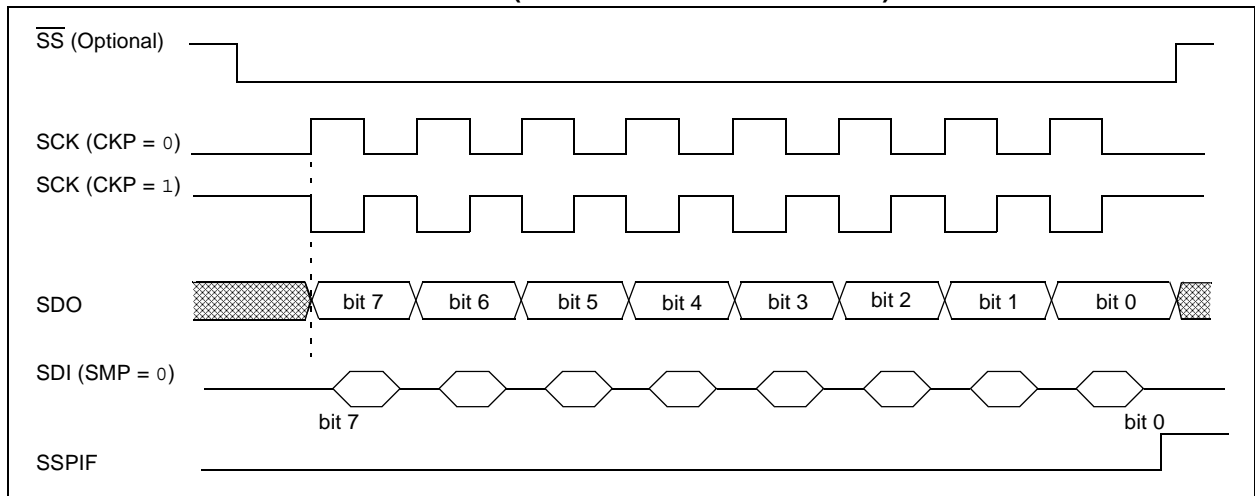 SS (Optional)
SCK (CKP = 0)
SCK (CKP = 1)
SDO
bit 7 bit 6 bit 5 bit 4 bit 3 bit 2 bit 1 bit 0
SDI (SMP = 0)
bit 7 bit 0
SSPIF